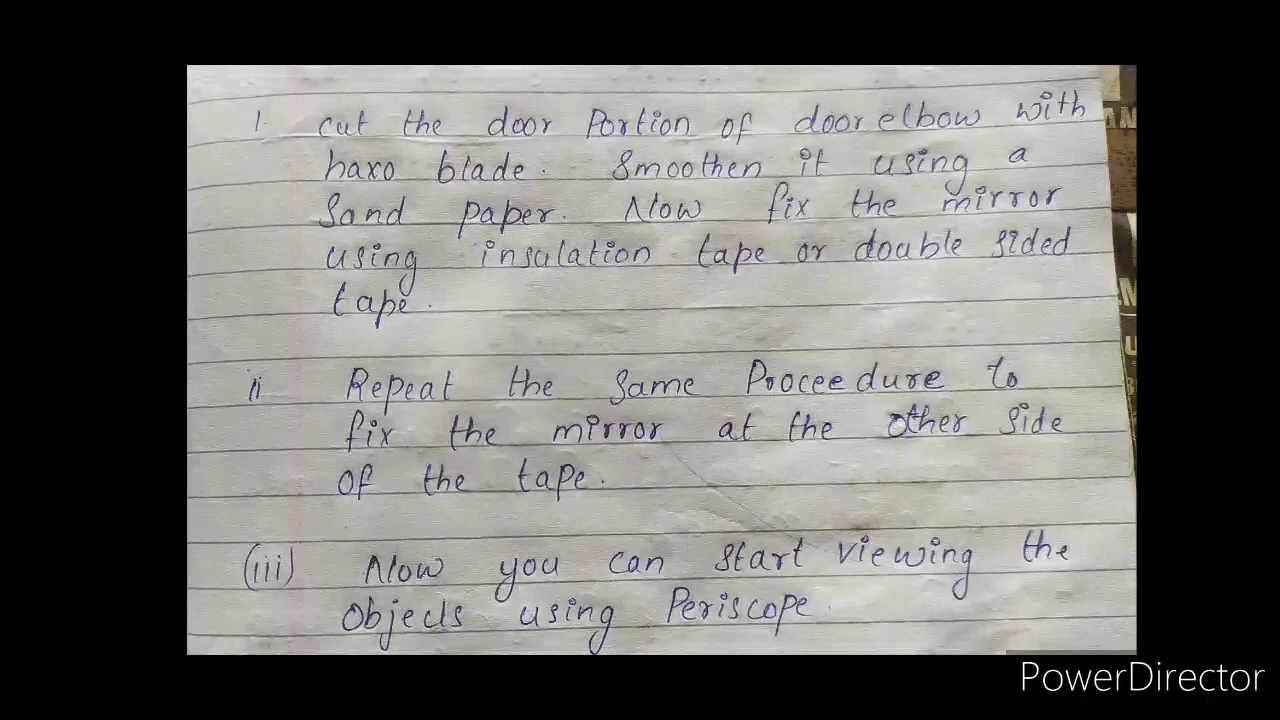 1 cut the door Portion of door elbow with
haxo blade. Smoothen it using a
Sand paper. Now fix the mirror
using insulation tape or double sided
tape.
ii Repeat the same Proceedure to
fix the mirror at the other side
of the tape.
(iii) Now you can start viewing the
Objects using Periscope.
PowerDirector